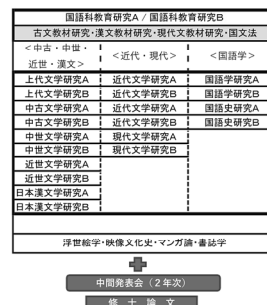 国語科教育研究A / 国語科教育研究B
古文教材研究・漢文教材研究・現代文教材研究・国文法
＜中古・中世・近世・漢文＞
＜近代・現代＞
＜国語学＞
上代文学研究A 近代文学研究A 国語学研究A
上代文学研究B 近代文学研究B 国語学研究B
中古文学研究A 近代文学研究A 国語史研究A
中古文学研究B 近代文学研究B 国語史研究B
中世文学研究A 現代文学研究A
中世文学研究B 現代文学研究B
近世文学研究A
近世文学研究B
日本漢文学研究A
日本漢文学研究B
浮世絵学・映像文化史・マンガ論・書誌学
中間発表会（2年次）
修士論文